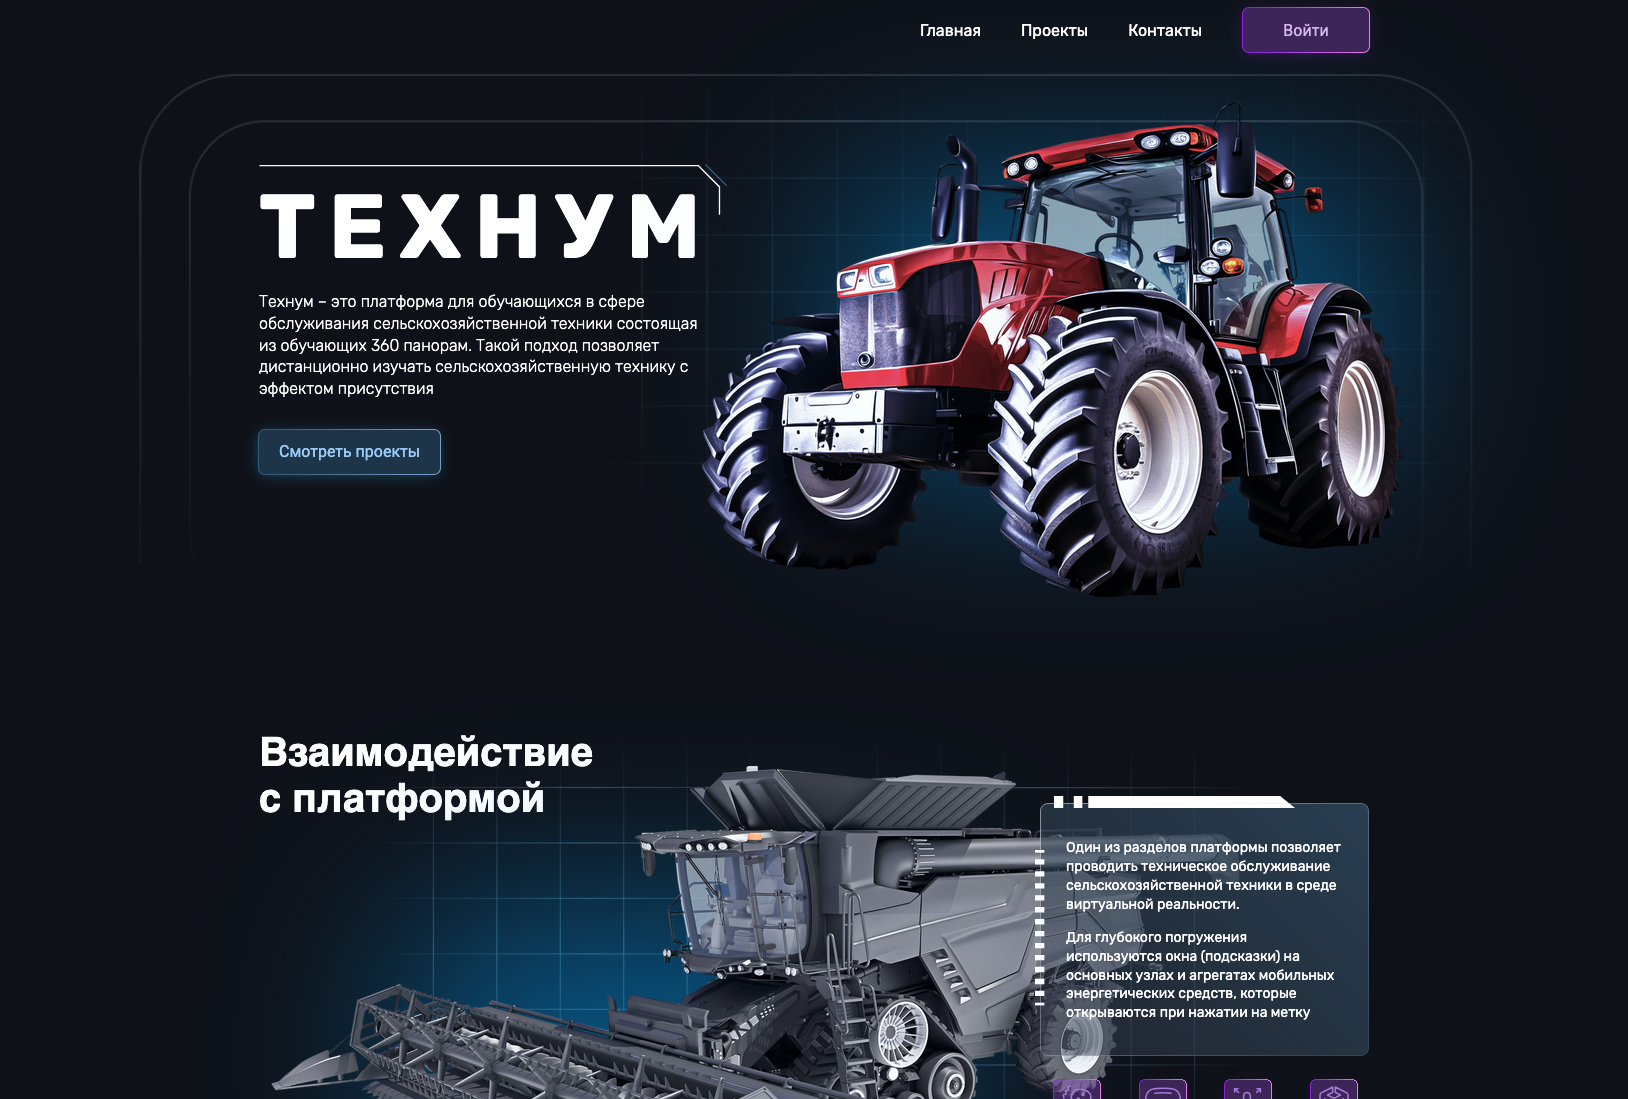 Главная
Проекты
Контакты
Войти
ТЕХНУМ
Технум – это платформа для обучающихся в сфере
обслуживания сельскохозяйственной техники состоящая
из обучающих 360 панорам. Такой подход позволяет
дистанционно изучать сельскохозяйственную технику с
эффектом присутствия
Смотреть проекты
Взаимодействие
с платформой
Один из разделов платформы позволяет
проводить техническое обслуживание
сельскохозяйственной техники в среде
виртуальной реальности.
Для глубокого погружения
используются окна (подсказки) на
основных узлах и агрегатах мобильных
энергетических средств, которые
открываются при нажатии на метку